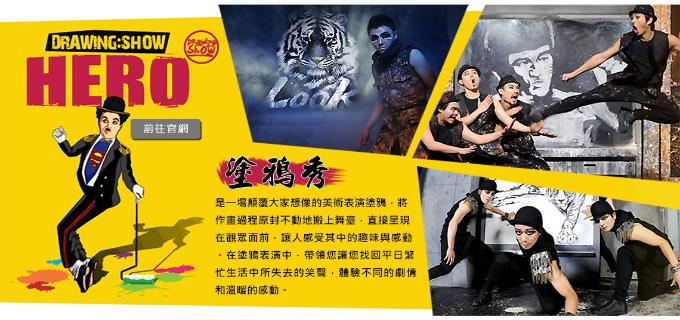 DRAWING:SHOW
DRAWING
SHOW
HERO
前往官網
Look
塗鴉秀
是一場顛覆大家想像的美術表演塗鴉，將
作畫過程原封不動地搬上舞臺，直接呈現
在觀眾面前，讓人感受其中的趣味與感動
。在塗鴉表演中，帶領您讓您找回平日繁
忙生活中所失去的笑聲，體驗不同的劇情
和溫暖的感動。